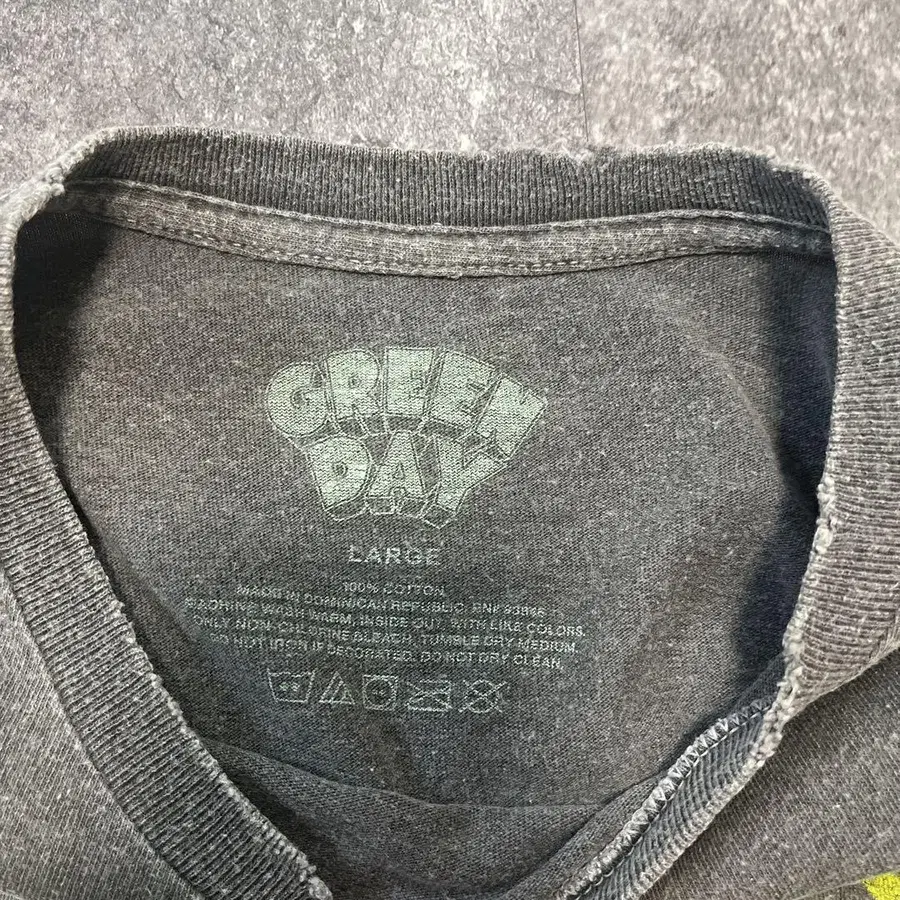 GREEN
DAY
LARGE
100% COTTON
MADE IN DOMINICAN REPUBLIC. RN#
MACHINE WASH WARM, INSIDE OUT WITH LIKE COLORS.
ONLY NON-CHLORINE BLEACH. TUMBLE DRY MEDIUM.
DO NOT IRON IF DECORATED. DO NOT DRY CLEAN.